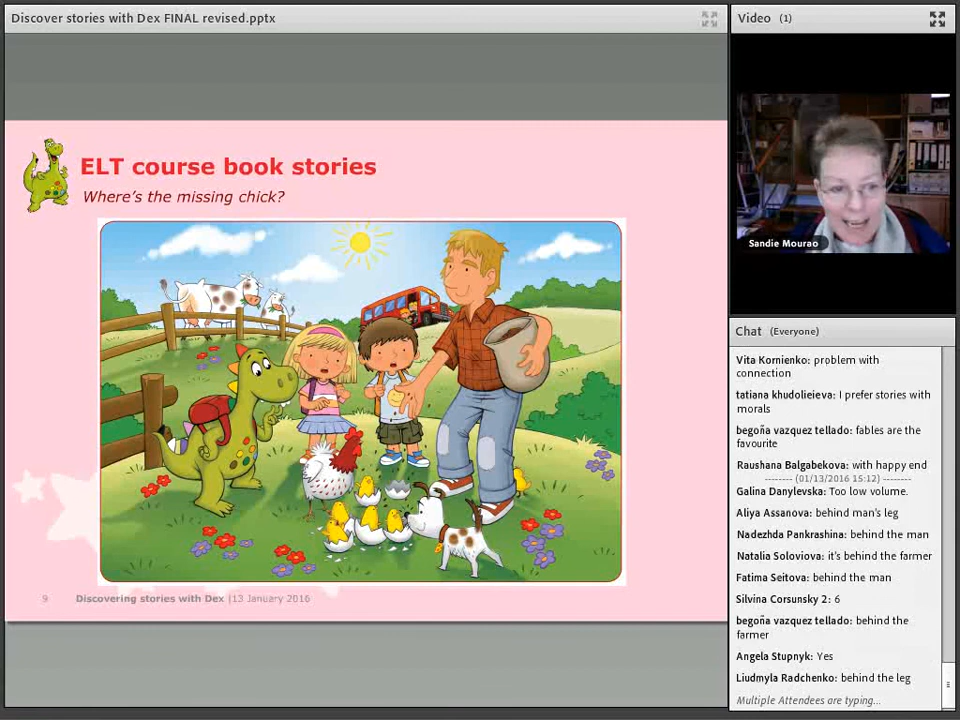 Discover stories with Dex FINAL revised.pptx
ELT course book stories
Where's the missing chick?
9 Discovering stories with Dex |13 January 2016
Video (1)
Sandie Mourao
Chat (Everyone)
Vita Kornienko: problem with
connection
tatiana khudolieieva: I prefer stories with
morals
begoña vazquez tellado: fables are the
favourite
Raushana Balgabekova: with happy end
-------- (01/13/2016 15:12) --------
Galina Danylevska: Too low volume.
Aliya Assanova: behind man's leg
Nadezhda Pankrashina: behind the man
Natalia Soloviova: it's behind the farmer
Fatima Seitova: behind the man
Silvina Corsunsky 2: 6
begoña vazquez tellado: behind the
farmer
Angela Stupnyk: Yes
Liudmyla Radchenko: behind the leg
Multiple Attendees are typing...